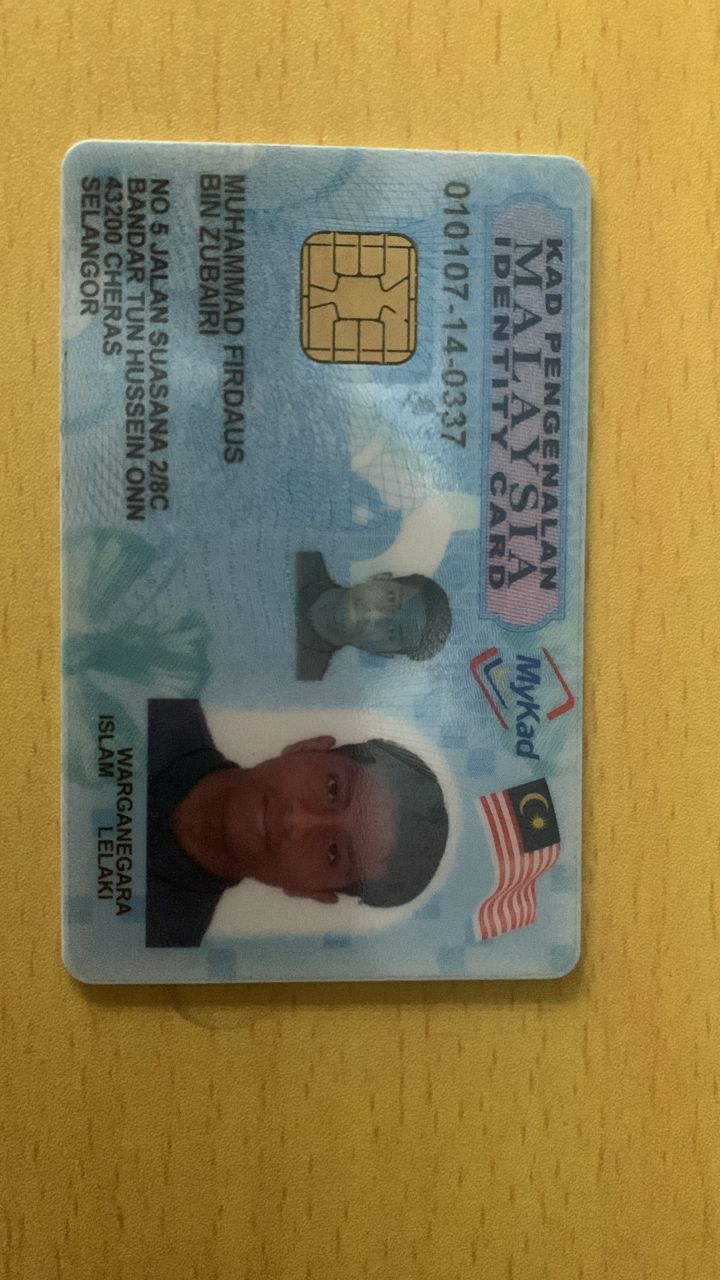 KAD PENGENALAN
MALAYSIA
IDENTITY CARD
MyKad
010107-14-0337
MUHAMMAD FIRDAUS
BIN ZUBAIRI
NO 5 JALAN SUASANA 2/8C
BANDAR TUN HUSSEIN ONN
43200 CHERAS
SELANGOR
WARGANEGARA
ISLAM LELAKI